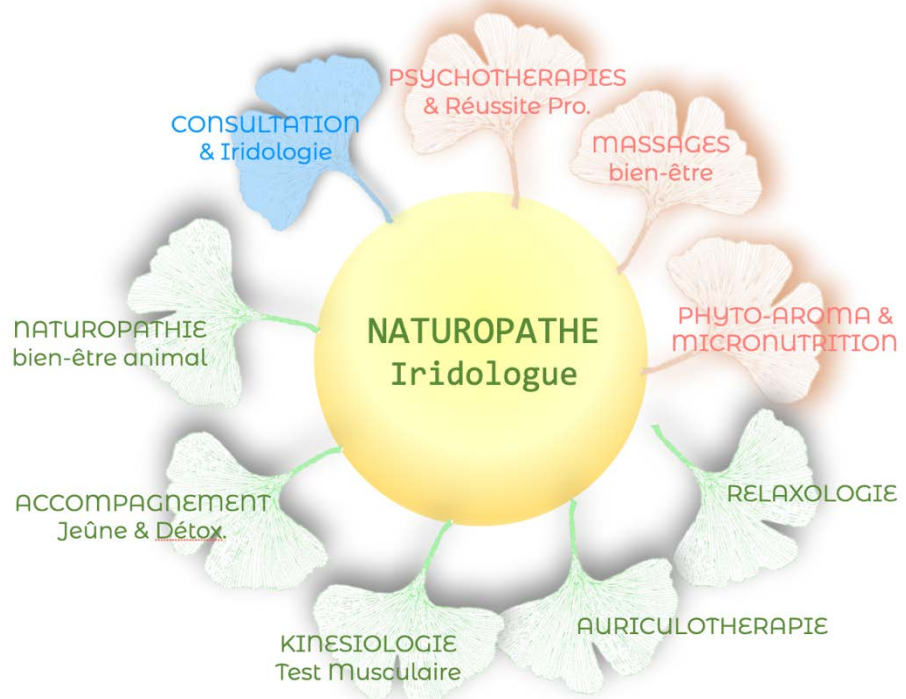 PSYCHOTHERAPIES
& Réussite Pro.
CONSULTATION
& Iridologie
MASSAGES
bien-être
NATUROPATHIE
bien-être animal
NATUROPATHE
Iridologue
PHYTO-AROMA &
MICRONUTRITION
ACCOMPAGNEMENT
Jeûne & Détox.
RELAXOLOGIE
KINESIOLOGIE
Test Musculaire
AURICULOTHERAPIE